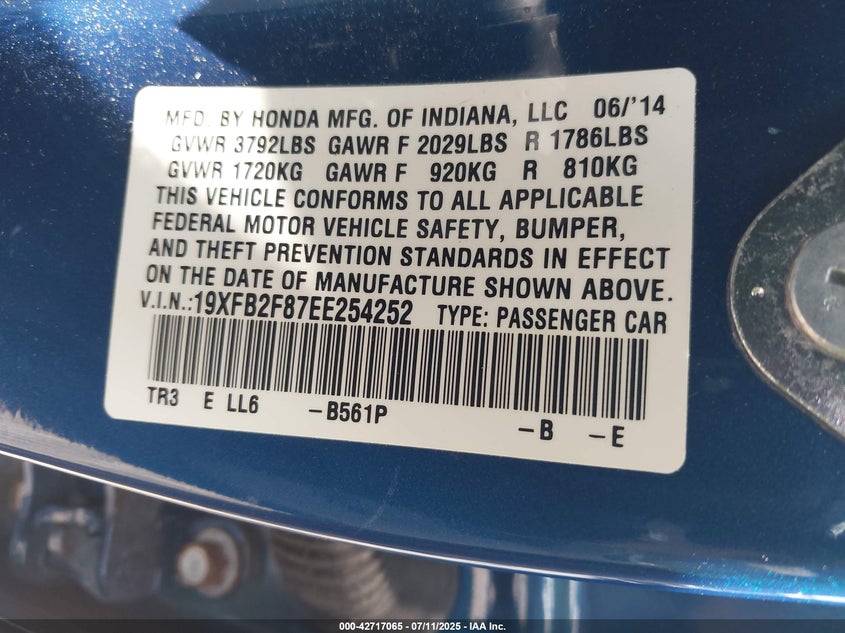 MFD. BY HONDA MFG. OF INDIANA, LLC 06/'14
GVWR 3792LBS GAWR F 2029LBS R 1786LBS
GVWR 1720KG GAWR F 920KG R 810KG
THIS VEHICLE CONFORMS TO ALL APPLICABLE
FEDERAL MOTOR VEHICLE SAFETY, BUMPER,
AND THEFT PREVENTION STANDARDS IN EFFECT
ON THE DATE OF MANUFACTURE SHOWN ABOVE.
V.I.N.:19XFB2F87EE254252 TYPE: PASSENGER CAR
TR3 E LL6 -B561P -B -E
000-42717065 - 07/11/2025 - IAA Inc.